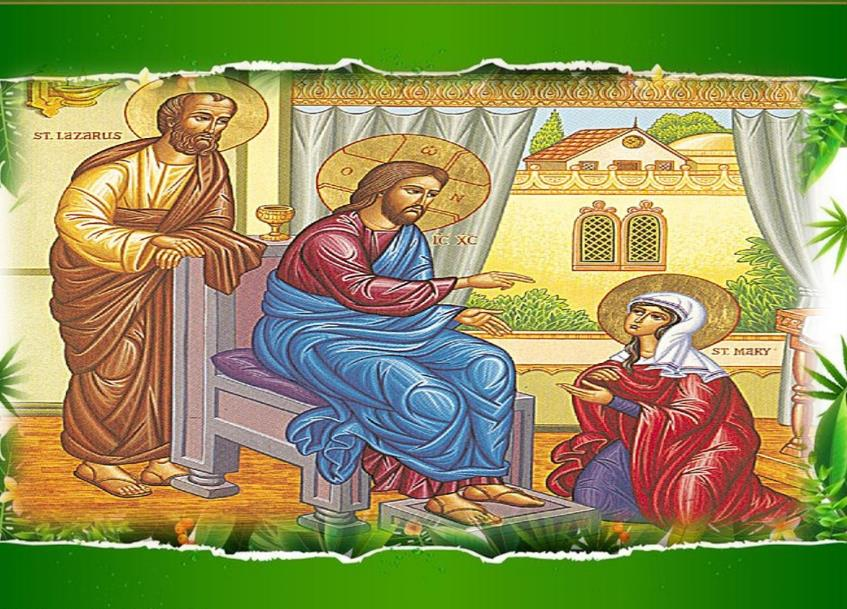 ST. LAZARUS
Ο Ω Ν
IC XC
ST. MARY